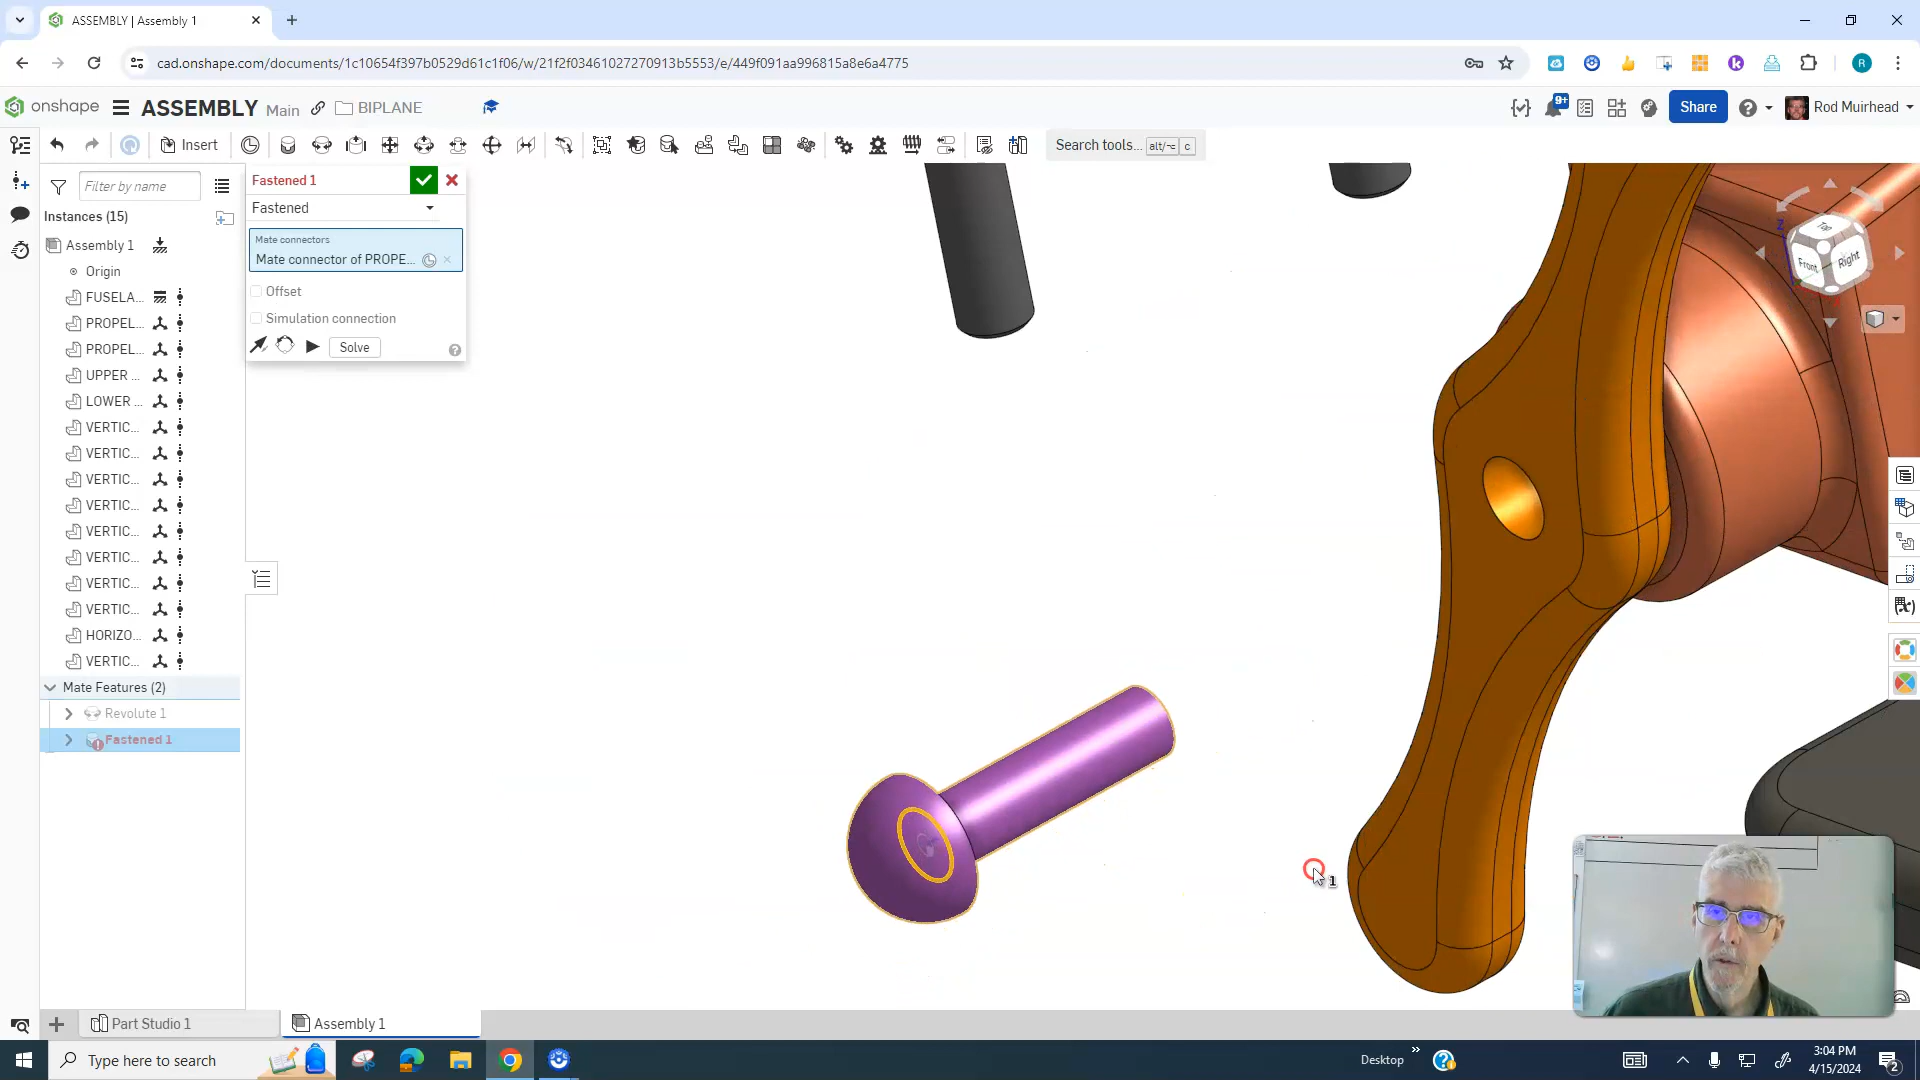 ASSEMBLY | Assembly 1
cad.onshape.com/documents/1c10654f397b0529d61c1f06/w/21f2f03461027270913b5553/e/449f091aa996815a8e6a4775
R
onshape ASSEMBLY Main BIPLANE
9+
Share
Rod Muirhead
Insert
Search tools... alt/⌥ c
Filter by name
Instances (15)
Assembly 1
Origin
FUSELA...
PROPEL...
PROPEL...
UPPER ...
LOWER ...
VERTIC...
VERTIC...
VERTIC...
VERTIC...
VERTIC...
VERTIC...
VERTIC...
VERTIC...
HORIZO...
VERTIC...
Mate Features (2)
Revolute 1
Fastened 1
Fastened 1
Fastened
Mate connectors
Mate connector of PROPE...
Offset
Simulation connection
Solve
Top
Front
Right
Z
1
Part Studio 1
Assembly 1
Type here to search
Desktop
3:04 PM
4/15/2024
2